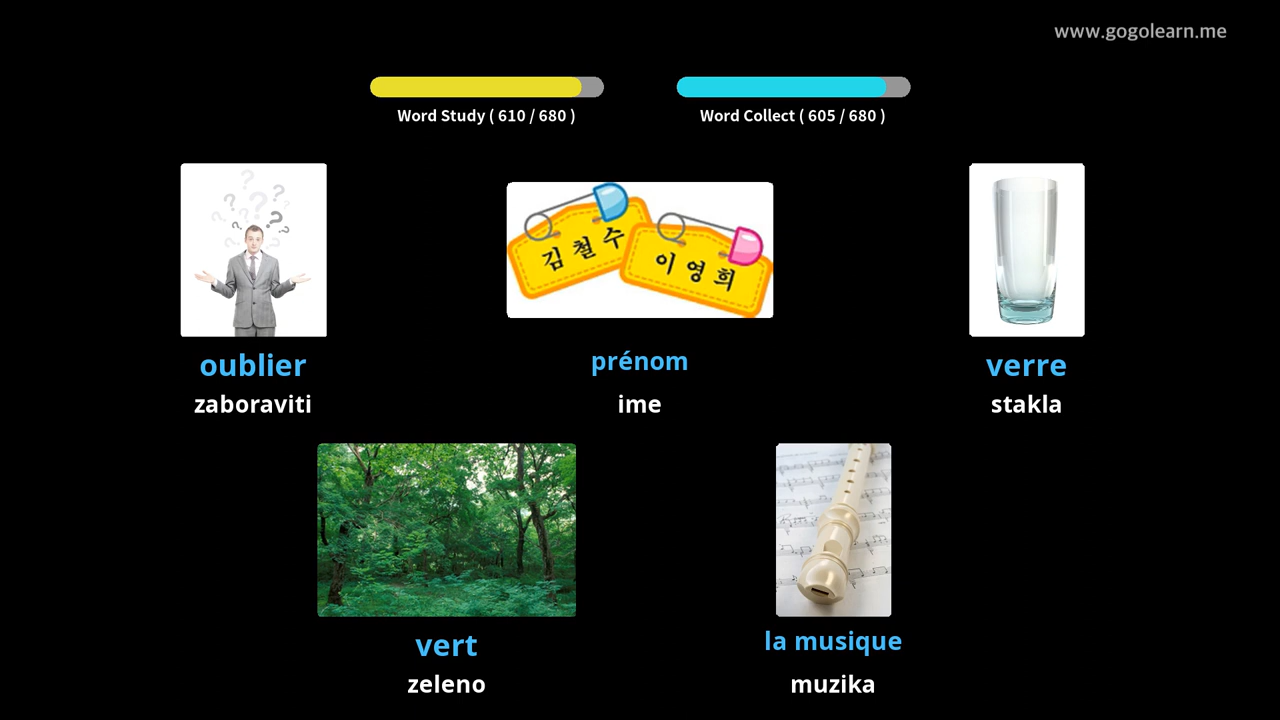 www.gogolearn.me
Word Study ( 610 / 680 )
Word Collect ( 605 / 680 )
김철수
이영희
oublier
prénom
verre
zaboraviti
ime
stakla
vert
la musique
zeleno
muzika